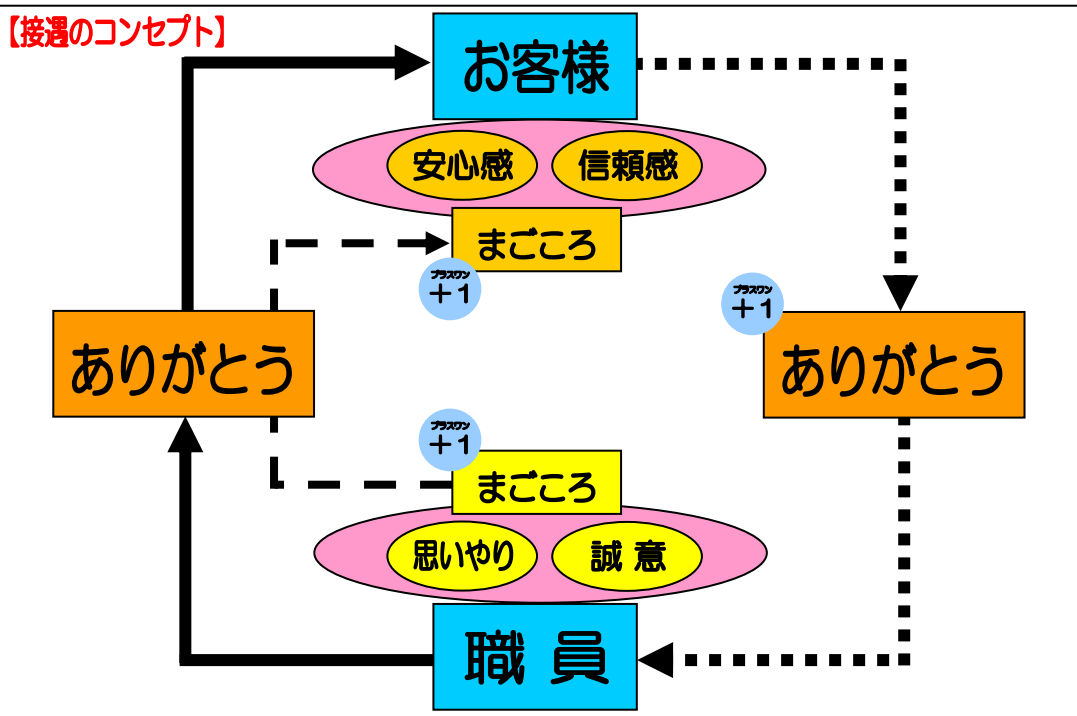 【接遇のコンセプト】
お客様
安心感
信頼感
まごころ
プラスワン
+1
プラスワン
+1
ありがとう
ありがとう
プラスワン
+1
まごころ
思いやり
誠 意
職 員